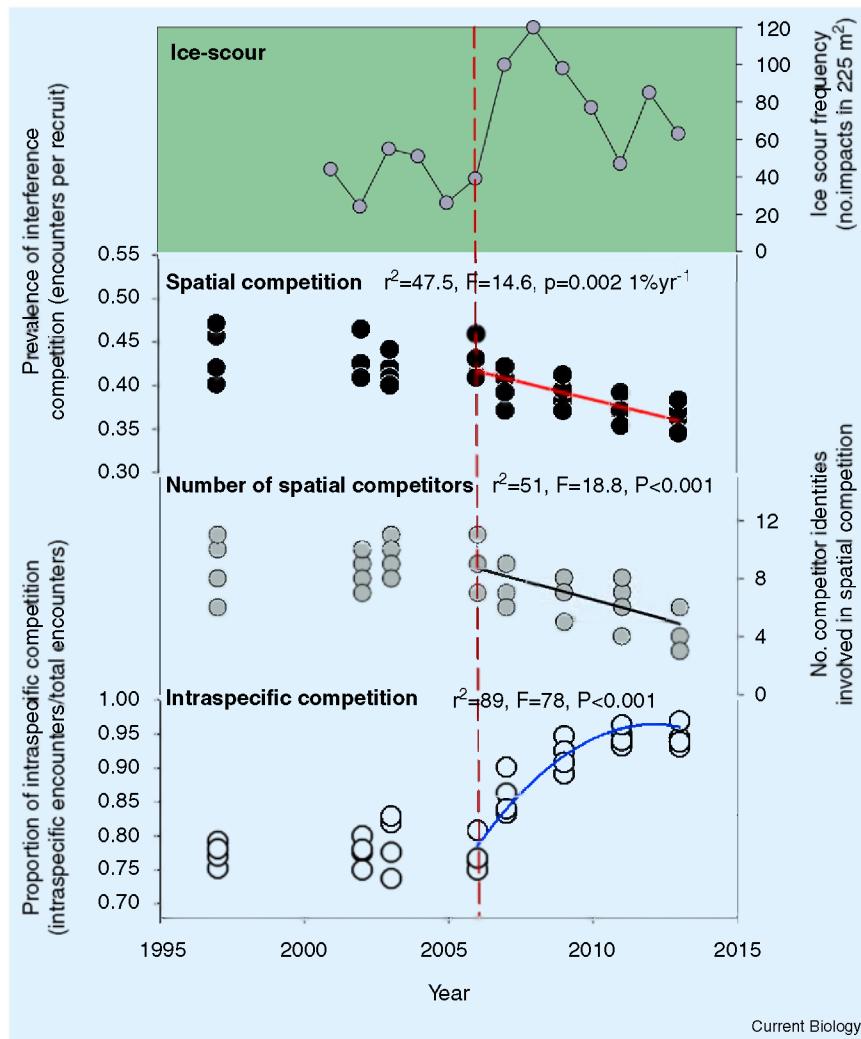 Ice-scour
120
100
80
60
40
20
0
Ice scour frequency
(no.impacts in 225 m²)
Prevalence of interference
competition (encounters per recruit)
0.55
0.50
0.45
0.40
0.35
0.30
Spatial competition r²=47.5, F=14.6, p=0.002 1%yr⁻¹
Number of spatial competitors r²=51, F=18.8, P<0.001
12
8
4
0
No. competitor identities
involved in spatial competition
Proportion of intraspecific competition
(intraspecific encounters/total encounters)
1.00
0.95
0.90
0.85
0.80
0.75
0.70
Intraspecific competition r²=89, F=78, P<0.001
1995 2000 2005 2010 2015
Year
Current Biology